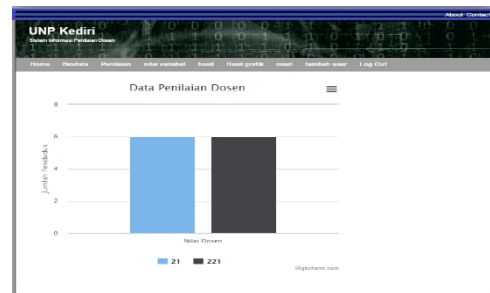 About Contact
UNP Kediri
Sistem Informasi Penilaian Dosen
Home Biodata Penilaian nilai variabel hasil Hasil grafik reset tambah user Log Out
Data Penilaian Dosen
8
6
4
2
0
Jumlah Penduduk
Nilai Dosen
21 221
Highcharts.com